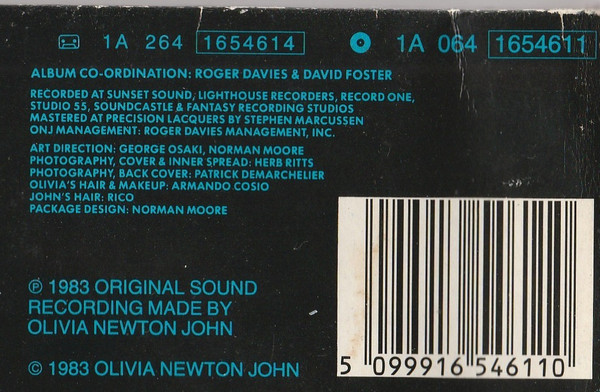 1A 264 1654614 1A 064 1654611
ALBUM CO-ORDINATION: ROGER DAVIES & DAVID FOSTER
RECORDED AT SUNSET SOUND, LIGHTHOUSE RECORDERS, RECORD ONE,
STUDIO 55, SOUNDCASTLE & FANTASY RECORDING STUDIOS
MASTERED AT PRECISION LACQUERS BY STEPHEN MARCUSSEN
ONJ MANAGEMENT: ROGER DAVIES MANAGEMENT, INC.
ART DIRECTION: GEORGE OSAKI, NORMAN MOORE
PHOTOGRAPHY, COVER & INNER SPREAD: HERB RITTS
PHOTOGRAPHY, BACK COVER: PATRICK DEMARCHELIER
OLIVIA'S HAIR & MAKEUP: ARMANDO COSIO
JOHN'S HAIR: RICO
PACKAGE DESIGN: NORMAN MOORE
℗ 1983 ORIGINAL SOUND
RECORDING MADE BY
OLIVIA NEWTON JOHN
© 1983 OLIVIA NEWTON JOHN
5 099916 546110